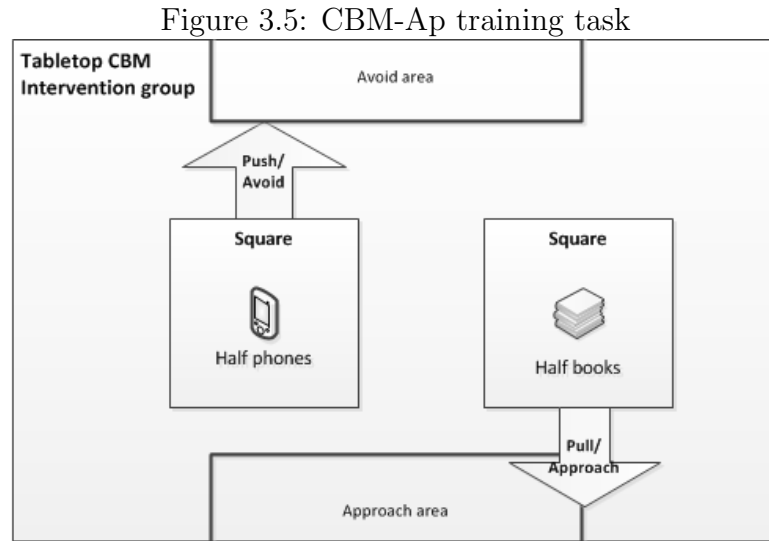 Figure 3.5: CBM-Ap training task
Tabletop CBM
Intervention group
Avoid area
Push/
Avoid
Square
Half phones
Square
Half books
Pull/
Approach
Approach area